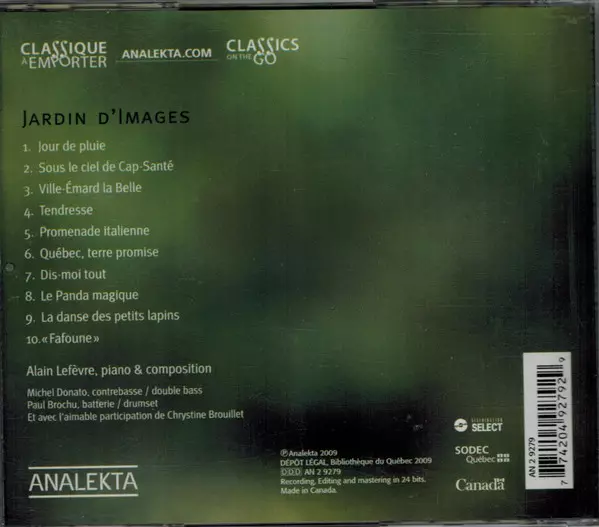 CLASSIQUE
À EMPORTER
ANALEKTA.COM
CLASSICS
ON THE GO
JARDIN D'IMAGES
1. Jour de pluie
2. Sous le ciel de Cap-Santé
3. Ville-Émard la Belle
4. Tendresse
5. Promenade italienne
6. Québec, terre promise
7. Dis-moi tout
8. Le Panda magique
9. La danse des petits lapins
10. « Fafoune »
Alain Lefèvre, piano & composition
Michel Donato, contrebasse / double bass
Paul Brochu, batterie / drumset
Et avec l'aimable participation de Chrystine Brouillet
ANALEKTA
℗Analekta 2009
DÉPÔT LÉGAL, Bibliothèque du Québec 2009
DDD AN 2 9279
Recording, Editing and mastering in 24 bits.
Made in Canada.
DISTRIBUTION
SELECT
SODEC
Québec
Canada
AN 2 9279
7 74204 92792 9